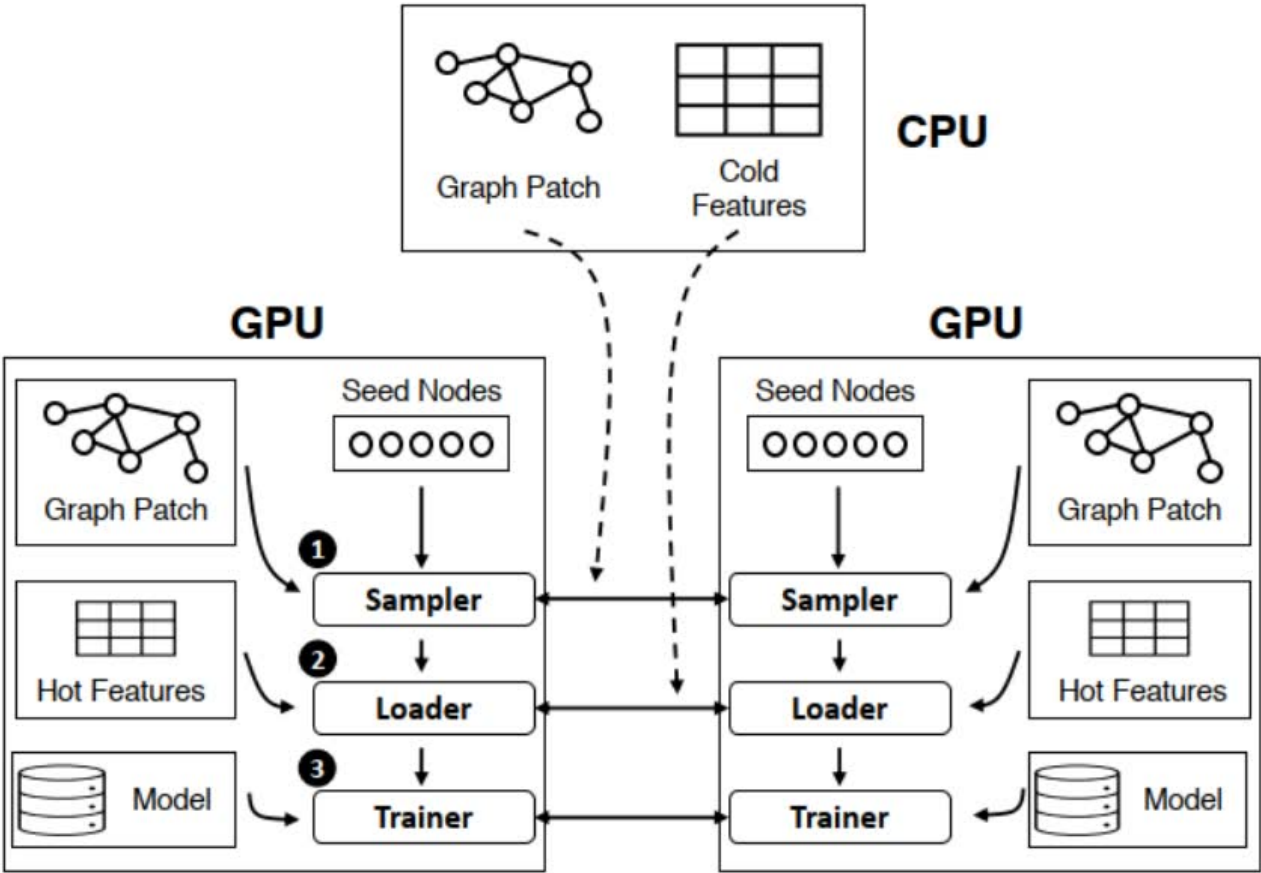 Graph Patch
Cold
Features
CPU
GPU
GPU
Seed Nodes
Graph Patch
1
Sampler
Hot Features
2
Loader
3
Model
Trainer
Seed Nodes
Graph Patch
Sampler
Hot Features
Loader
Model
Trainer